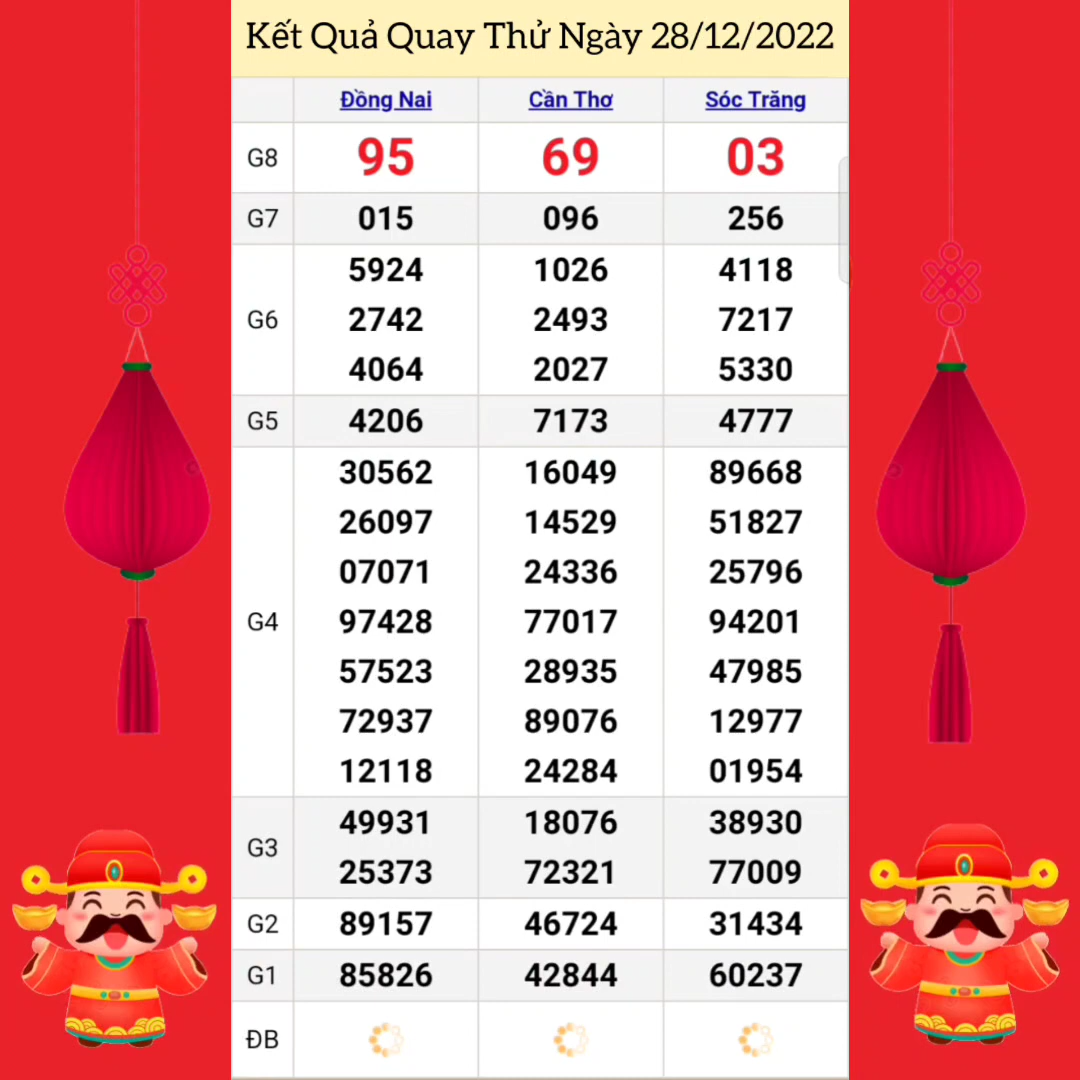 Kết Quả Quay Thử Ngày 28/12/2022
Đồng Nai Cần Thơ Sóc Trăng
G8 95 69 03
G7 015 096 256
5924 1026 4118
G6 2742 2493 7217
4064 2027 5330
G5 4206 7173 4777
30562 16049 89668
26097 14529 51827
07071 24336 25796
G4 97428 77017 94201
57523 28935 47985
72937 89076 12977
12118 24284 01954
G3
49931 18076 38930
25373 72321 77009
G2 89157 46724 31434
G1 85826 42844 60237
ĐB